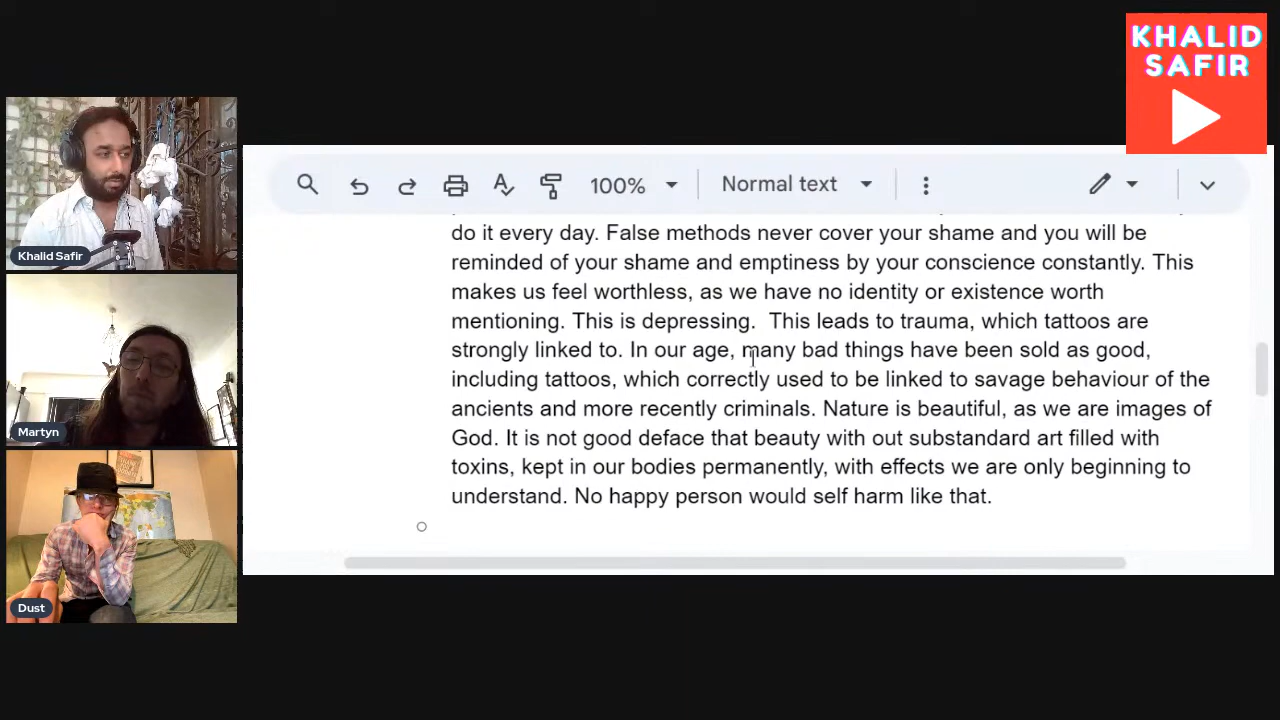 KHALID
SAFIR
Khalid Safir
Martyn
Dust
100%
Normal text
do it every day. False methods never cover your shame and you will be
reminded of your shame and emptiness by your conscience constantly. This
makes us feel worthless, as we have no identity or existence worth
mentioning. This is depressing.  This leads to trauma, which tattoos are
strongly linked to. In our age, many bad things have been sold as good,
including tattoos, which correctly used to be linked to savage behaviour of the
ancients and more recently criminals. Nature is beautiful, as we are images of
God. It is not good deface that beauty with out substandard art filled with
toxins, kept in our bodies permanently, with effects we are only beginning to
understand. No happy person would self harm like that.